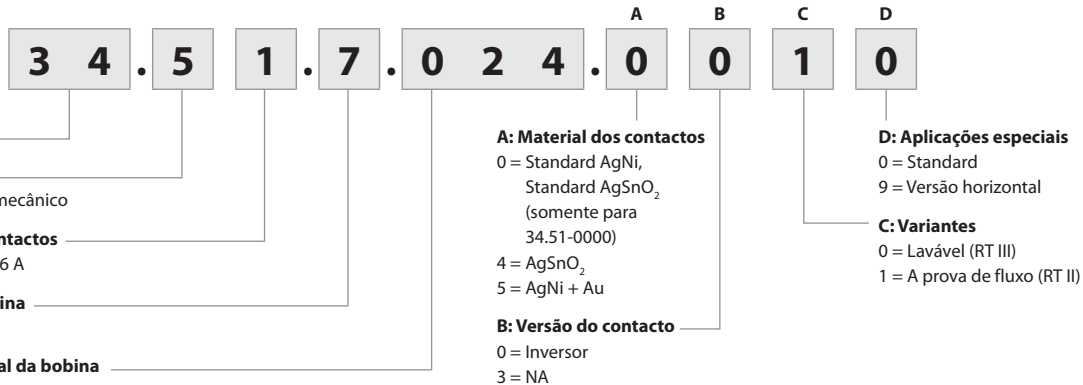 A B C D
3 4 . 5 1 . 7 . 0 2 4 . 0 0 1 0
mecânico
ntactos
6 A
ina
al da bobina
A: Material dos contactos
0 = Standard AgNi,
Standard AgSnO₂
(somente para
34.51-0000)
4 = AgSnO₂
5 = AgNi + Au
B: Versão do contacto
0 = Inversor
3 = NA
D: Aplicações especiais
0 = Standard
9 = Versão horizontal
C: Variantes
0 = Lavável (RT III)
1 = A prova de fluxo (RT II)